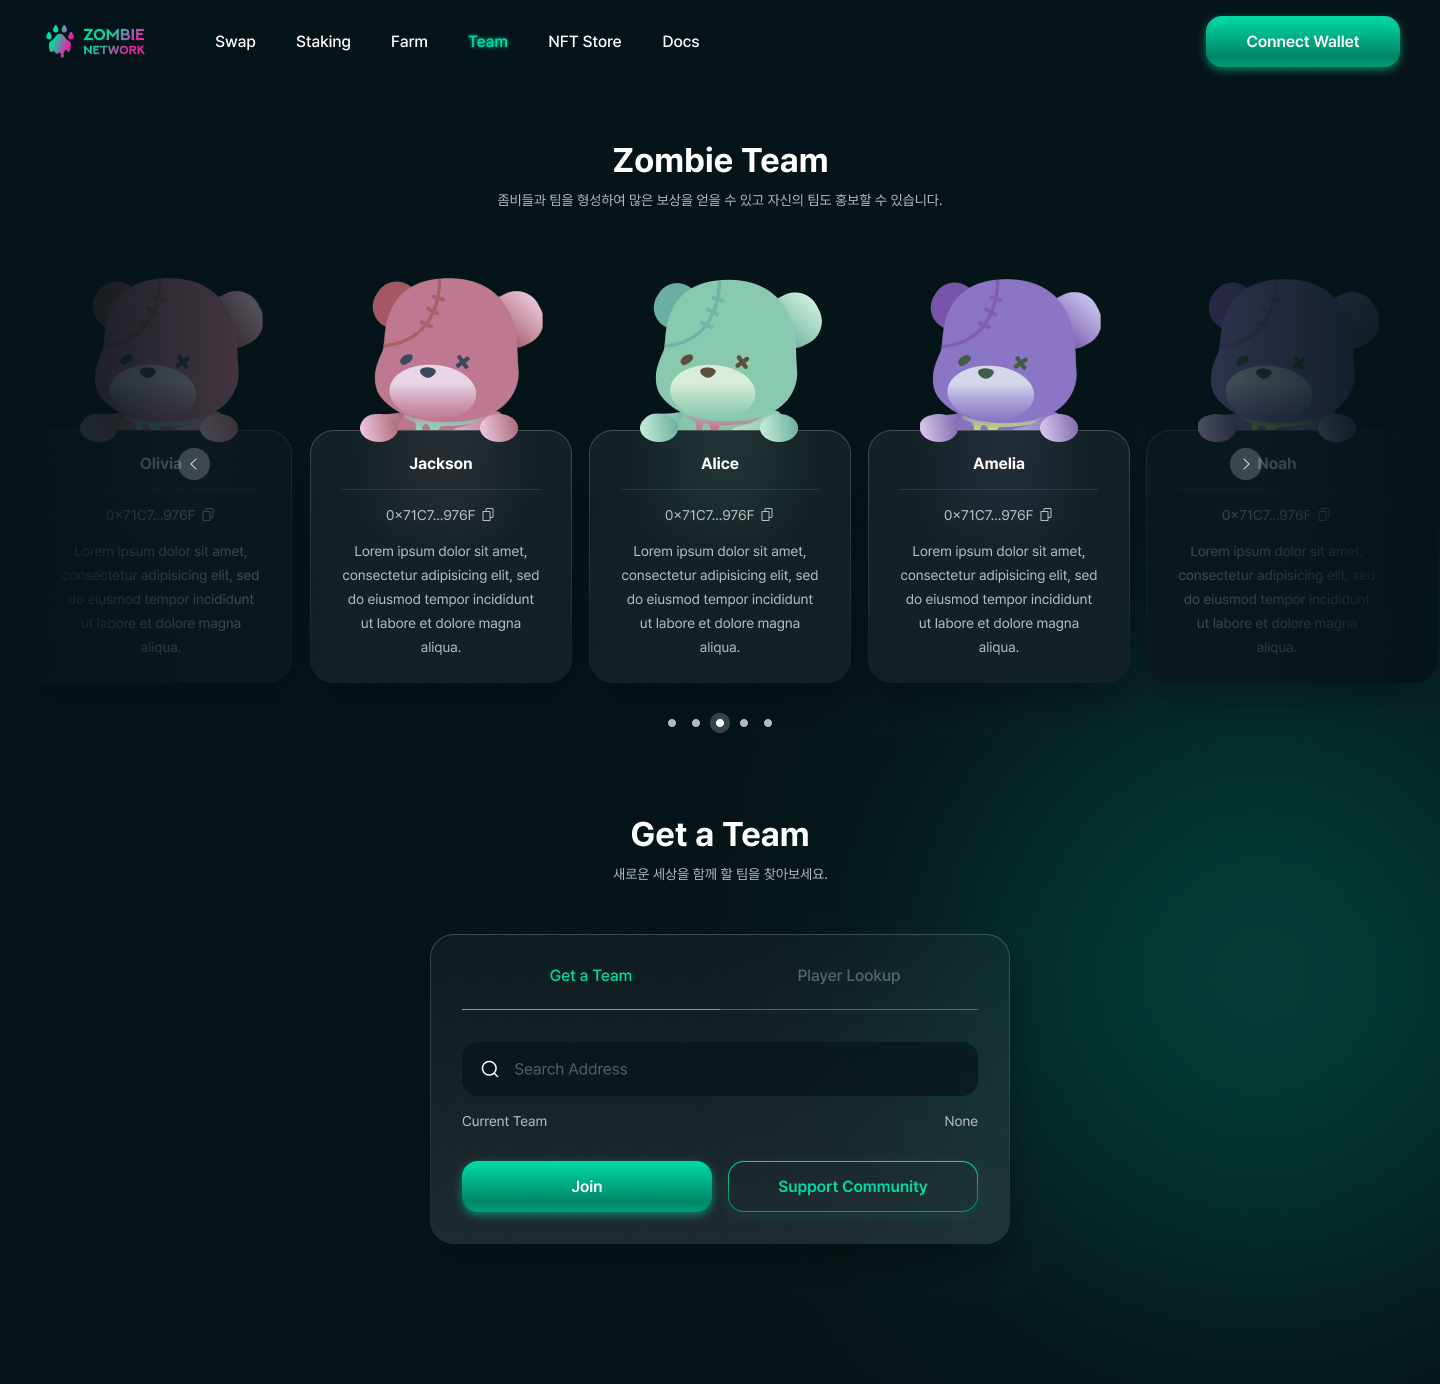 ZOMBIE
NETWORK
Swap
Staking
Farm
Team
NFT Store
Docs
Connect Wallet
Zombie Team
좀비들과 팀을 형성하여 많은 보상을 얻을 수 있고 자신의 팀도 홍보할 수 있습니다.
Olivia
0×71C7...976F
Lorem ipsum dolor sit amet,
consectetur adipisicing elit, sed
do eiusmod tempor incididunt
ut labore et dolore magna
aliqua.
Jackson
0×71C7...976F
Lorem ipsum dolor sit amet,
consectetur adipisicing elit, sed
do eiusmod tempor incididunt
ut labore et dolore magna
aliqua.
Alice
0×71C7...976F
Lorem ipsum dolor sit amet,
consectetur adipisicing elit, sed
do eiusmod tempor incididunt
ut labore et dolore magna
aliqua.
Amelia
0×71C7...976F
Lorem ipsum dolor sit amet,
consectetur adipisicing elit, sed
do eiusmod tempor incididunt
ut labore et dolore magna
aliqua.
Noah
0×71C7...976F
Lorem ipsum dolor sit amet,
consectetur adipisicing elit, sed
do eiusmod tempor incididunt
ut labore et dolore magna
aliqua.
Get a Team
새로운 세상을 함께 할 팀을 찾아보세요.
Get a Team
Player Lookup
Search Address
Current Team
None
Join
Support Community